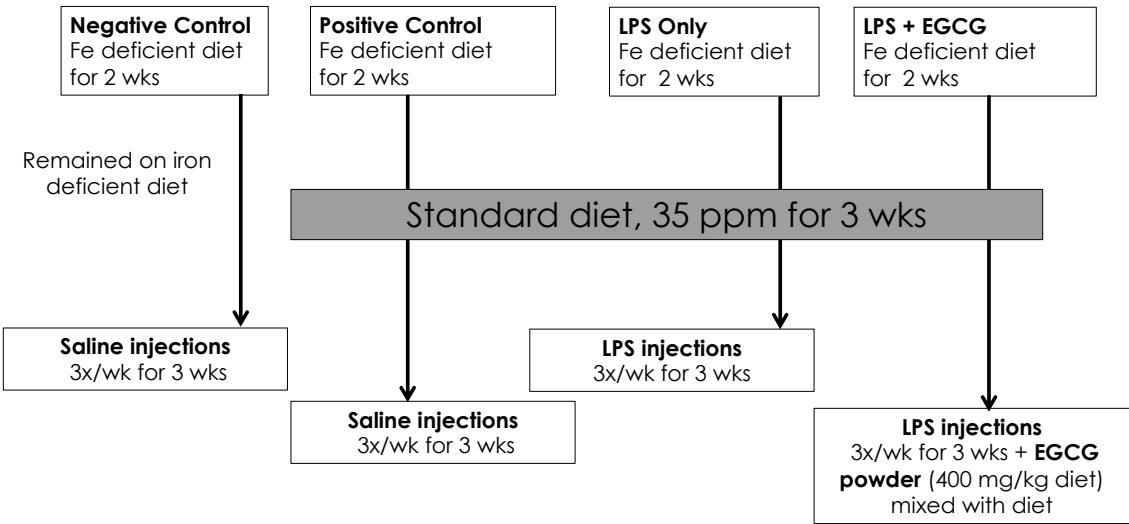 Negative Control
Fe deficient diet
for 2 wks
Positive Control
Fe deficient diet
for 2 wks
LPS Only
Fe deficient diet
for 2 wks
LPS + EGCG
Fe deficient diet
for 2 wks
Remained on iron
deficient diet
Standard diet, 35 ppm for 3 wks
Saline injections
3x/wk for 3 wks
Saline injections
3x/wk for 3 wks
LPS injections
3x/wk for 3 wks
LPS injections
3x/wk for 3 wks + EGCG
powder (400 mg/kg diet)
mixed with diet